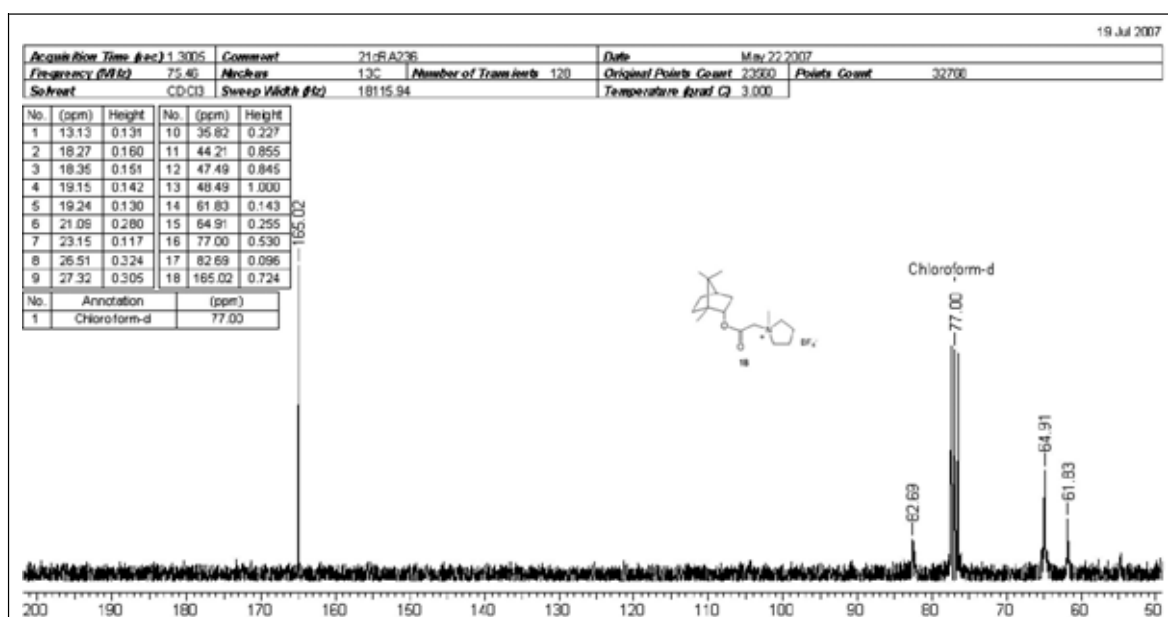 19 Jul 2007
Acquisition Time (sec) 1.3005 Comment 21cRA236 Date May 22 2007
Frequency (MHz) 75.46 Nucleus 13C Number of Transients 120 Original Points Count 23560 Points Count 32768
Solvent CDCl3 Sweep Width (Hz) 18115.94 Temperature (grad C) 3.000
No. (ppm) Height No. (ppm) Height
1 13.13 0.131 10 35.82 0.227
2 18.27 0.160 11 44.21 0.855
3 18.35 0.151 12 47.49 0.845
4 19.15 0.142 13 48.49 1.000
5 19.24 0.130 14 61.83 0.143
6 21.09 0.280 15 64.91 0.255
7 23.15 0.117 16 77.00 0.530
8 26.51 0.324 17 82.69 0.096
9 27.32 0.305 18 165.02 0.724
No. Annotation (ppm)
1 Chloroform-d 77.00
165.02
Chloroform-d
77.00
82.69
64.91
61.83
O
O
N
+
BF4-
18
200 190 180 170 160 150 140 130 120 110 100 90 80 70 60 50